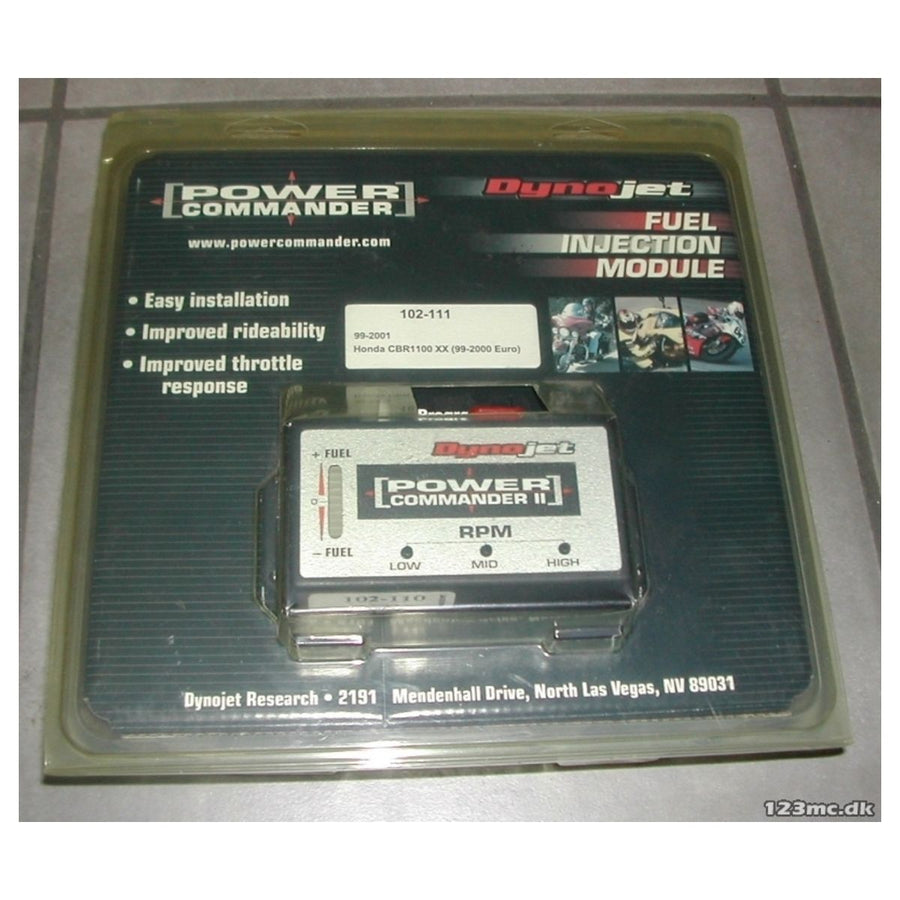 POWER
COMMANDER
www.powercommander.com
Dynojet
FUEL
INJECTION
MODULE
• Easy installation
• Improved rideability
• Improved throttle
response
102-111
99-2001
Honda CBR1100 XX (99-2000 Euro)
Dynojet
+ FUEL
POWER
COMMANDER II
RPM
– FUEL
LOW
MID
HIGH
102-110
Dynojet Research • 2191 Mendenhall Drive, North Las Vegas, NV 89031
123mc.dk